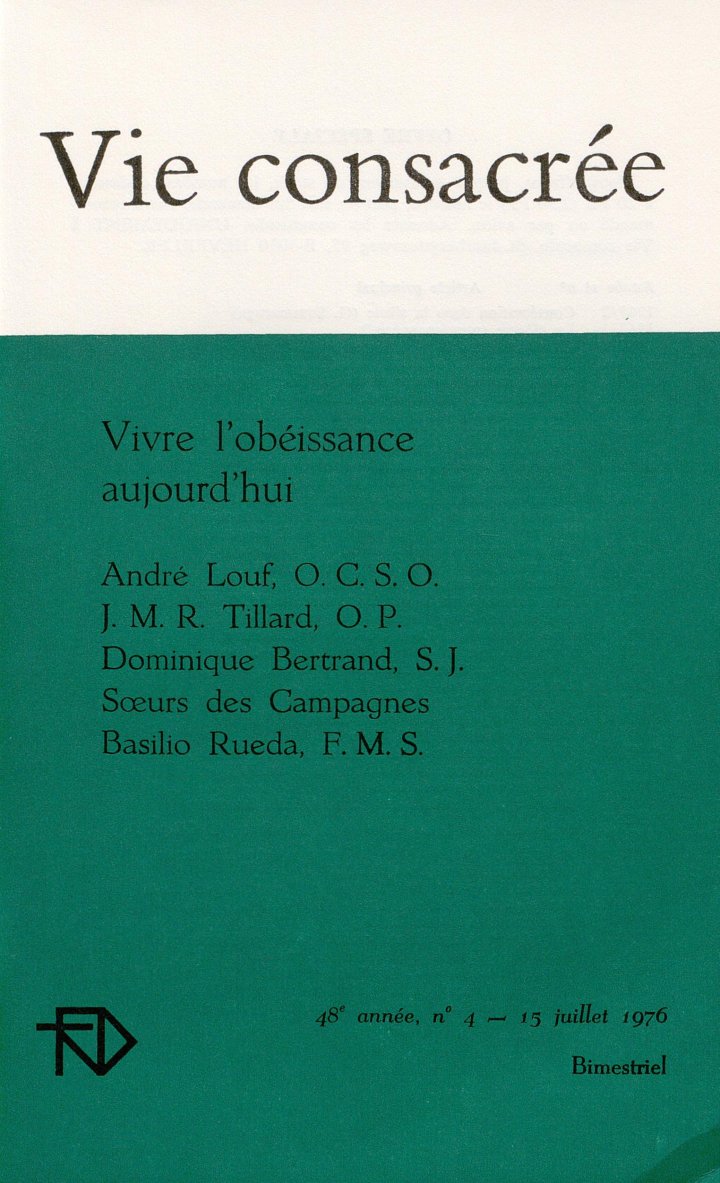 Vie consacrée
Vivre l'obéissance
aujourd'hui
André Louf, O. C. S. O.
J. M. R. Tillard, O. P.
Dominique Bertrand, S. J.
Sœurs des Campagnes
Basilio Rueda, F. M. S.
48e année, n° 4 — 15 juillet 1976
Bimestriel